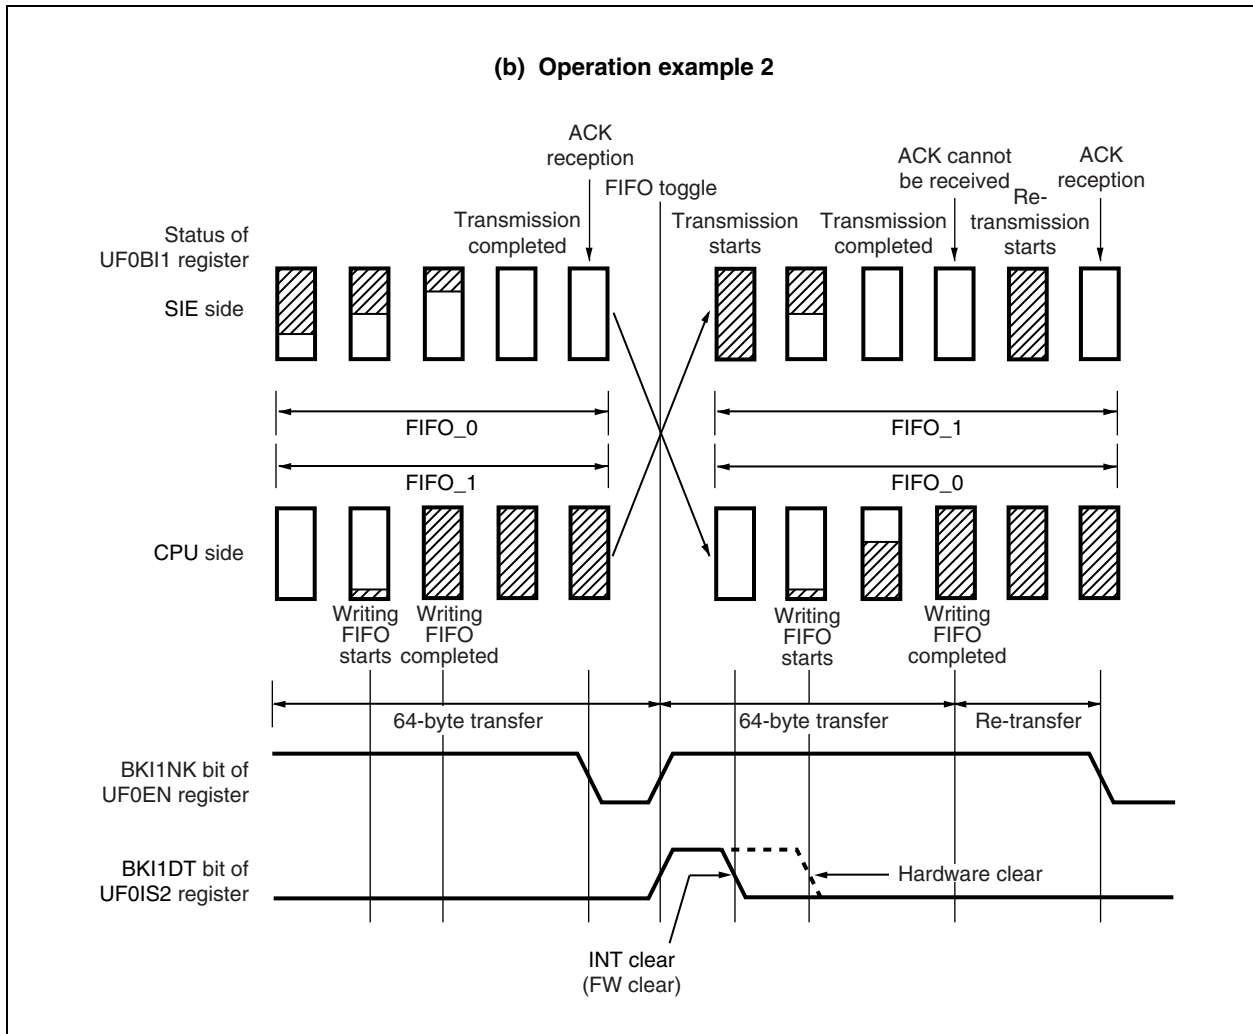 (b) Operation example 2
ACK
reception
FIFO toggle
ACK cannot
be received
ACK
reception
Status of
UF0BI1 register
Transmission
completed
Transmission
starts
Transmission
completed
Re-
transmission
starts
SIE side
FIFO_0
FIFO_1
FIFO_1
FIFO_0
CPU side
Writing
FIFO
starts
Writing
FIFO
completed
Writing
FIFO
starts
Writing
FIFO
completed
64-byte transfer
64-byte transfer
Re-transfer
BKI1NK bit of
UF0EN register
BKI1DT bit of
UF0IS2 register
Hardware clear
INT clear
(FW clear)